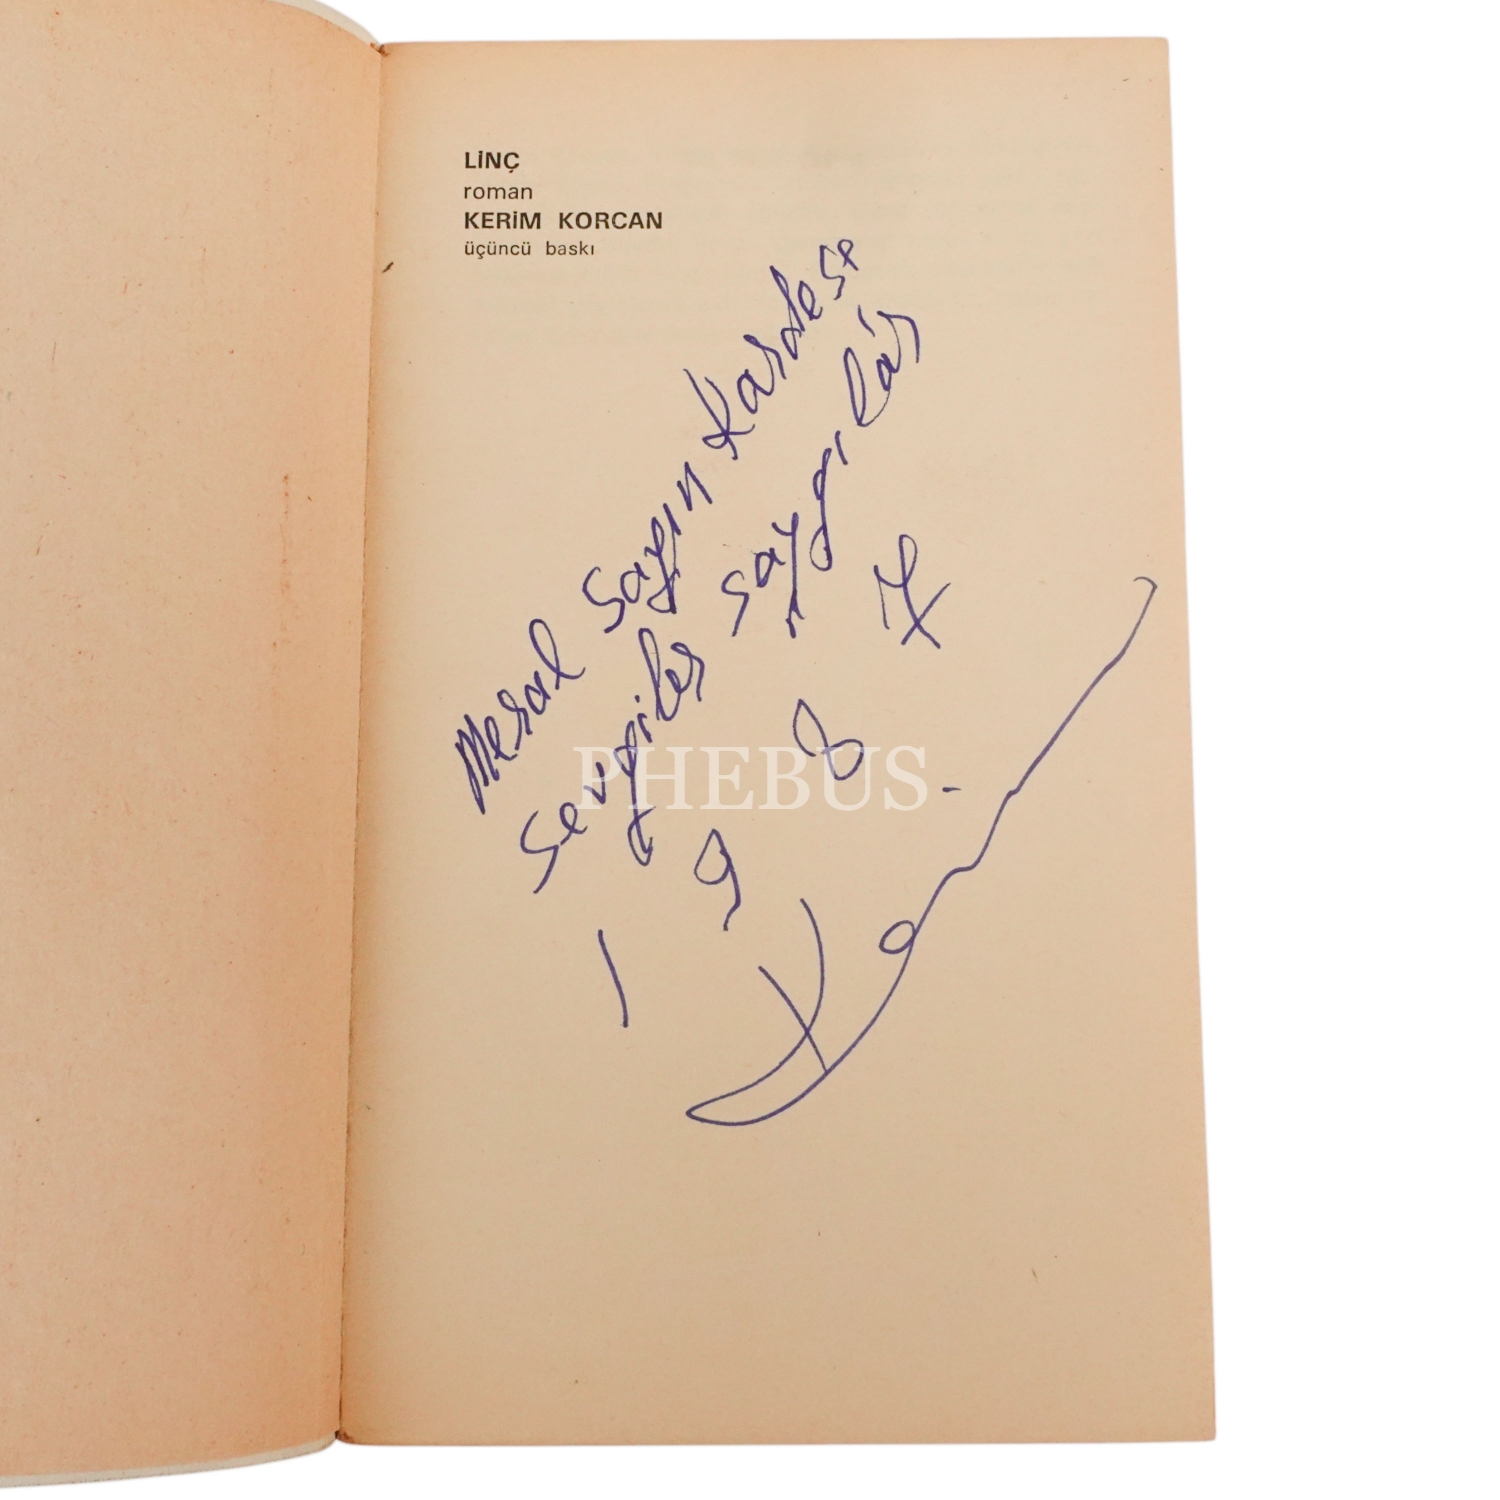 LİNÇ
roman
KERİM KORCAN
üçüncü baskı
Meral Sayın Kardeşe
Sevgiler saygılar
1987
PHEBUS